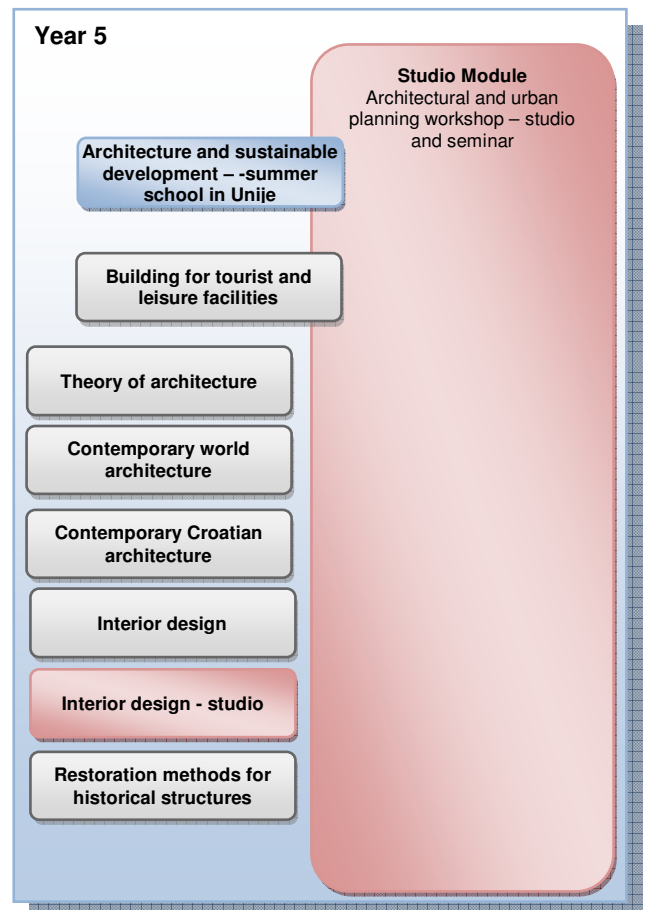 Year 5
Studio Module
Architectural and urban
planning workshop – studio
and seminar
Architecture and sustainable
development – -summer
school in Unije
Building for tourist and
leisure facilities
Theory of architecture
Contemporary world
architecture
Contemporary Croatian
architecture
Interior design
Interior design - studio
Restoration methods for
historical structures